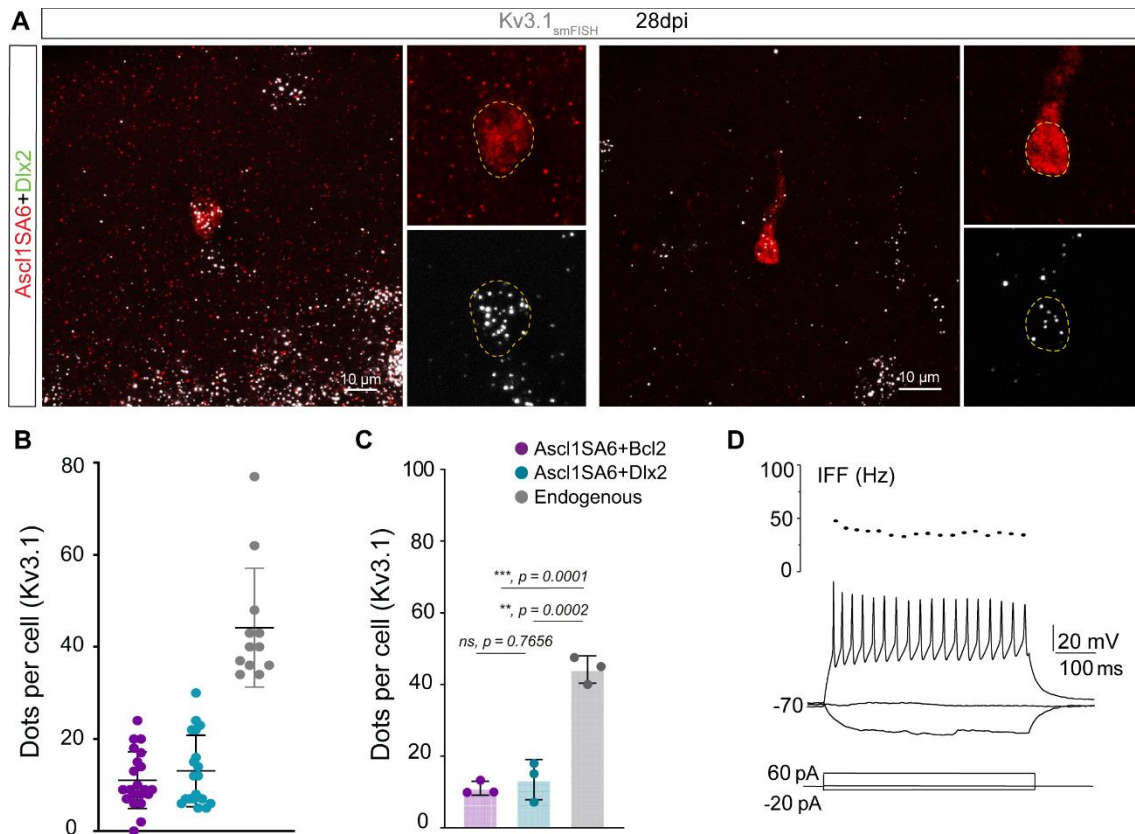 A
Kv3.1smFISH 28dpi
Ascl1SA6+Dlx2
10 µm
10 µm
B
Dots per cell (Kv3.1)
80
60
40
20
0
C
Ascl1SA6+Bcl2
Ascl1SA6+Dlx2
Endogenous
Dots per cell (Kv3.1)
100
80
60
40
20
0
***, p = 0.0001
**, p = 0.0002
ns, p = 0.7656
D
IFF (Hz)
100
50
0
20 mV
100 ms
-70
60 pA
-20 pA